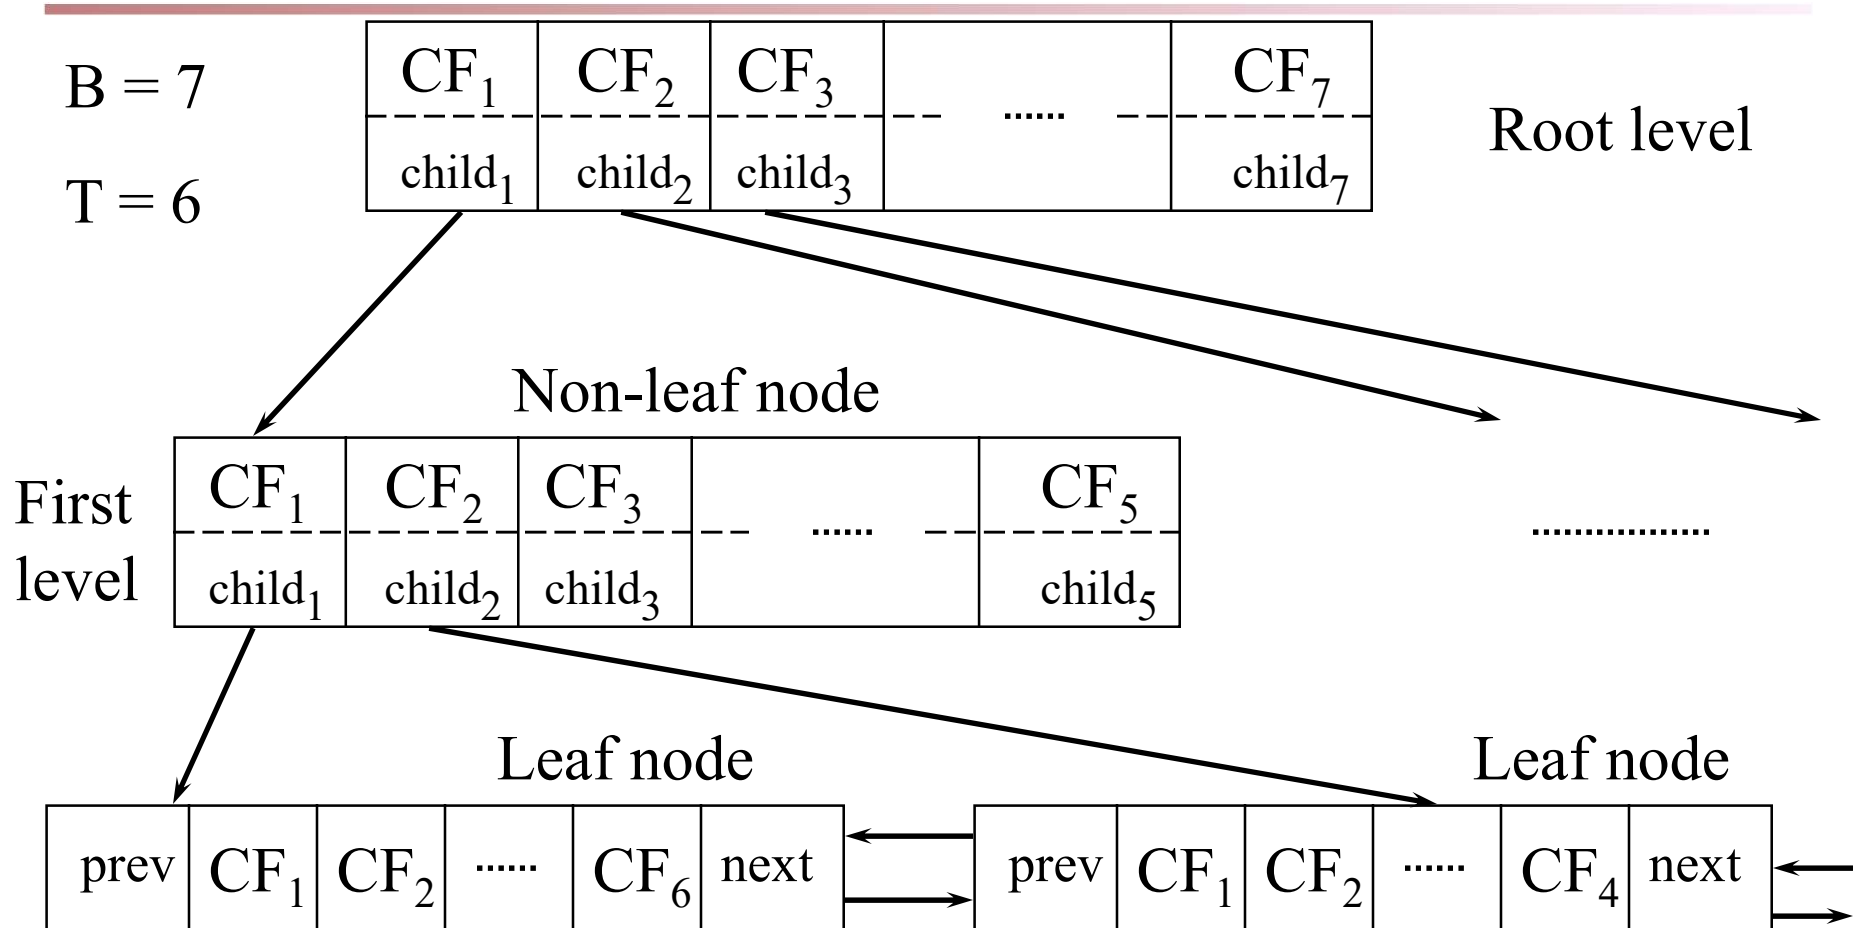 B = 7
T = 6
CF₁ CF₂ CF₃ ...... CF₇
child₁ child₂ child₃ child₇
Root level
Non-leaf node
First
level
CF₁ CF₂ CF₃ ...... CF₅
child₁ child₂ child₃ child₅
.................
Leaf node
Leaf node
prev CF₁ CF₂ ...... CF₆ next
prev CF₁ CF₂ ...... CF₄ next